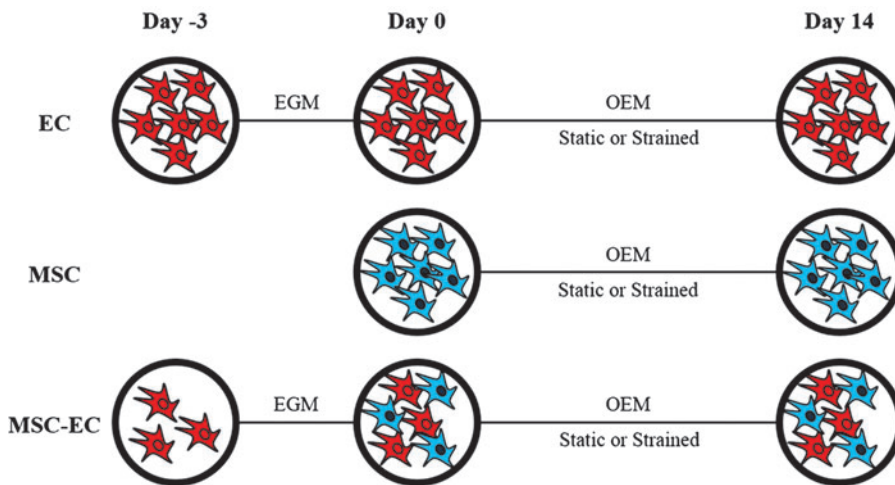 Day -3
Day 0
Day 14
EC
EGM
OEM
Static or Strained
MSC
OEM
Static or Strained
MSC-EC
EGM
OEM
Static or Strained